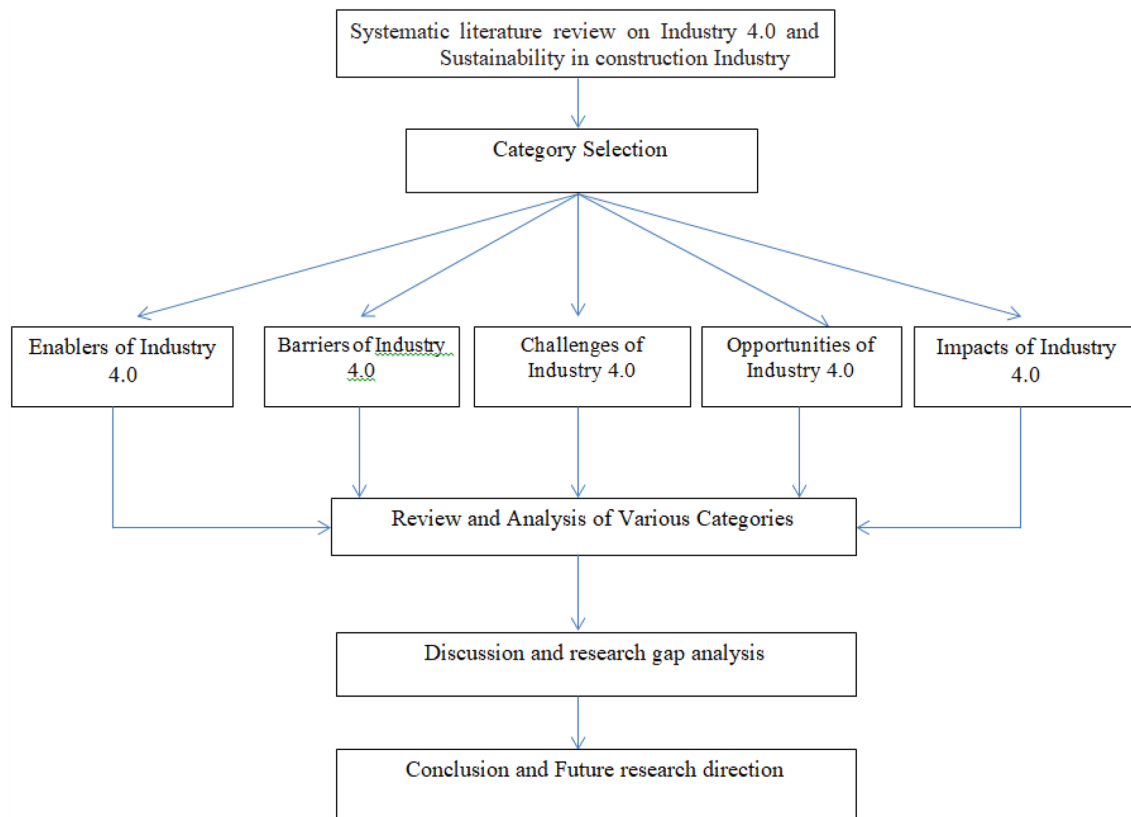 Systematic literature review on Industry 4.0 and
Sustainability in construction Industry
Category Selection
Enablers of Industry
4.0
Barriers of Industry
4.0
Challenges of
Industry 4.0
Opportunities of
Industry 4.0
Impacts of Industry
4.0
Review and Analysis of Various Categories
Discussion and research gap analysis
Conclusion and Future research direction